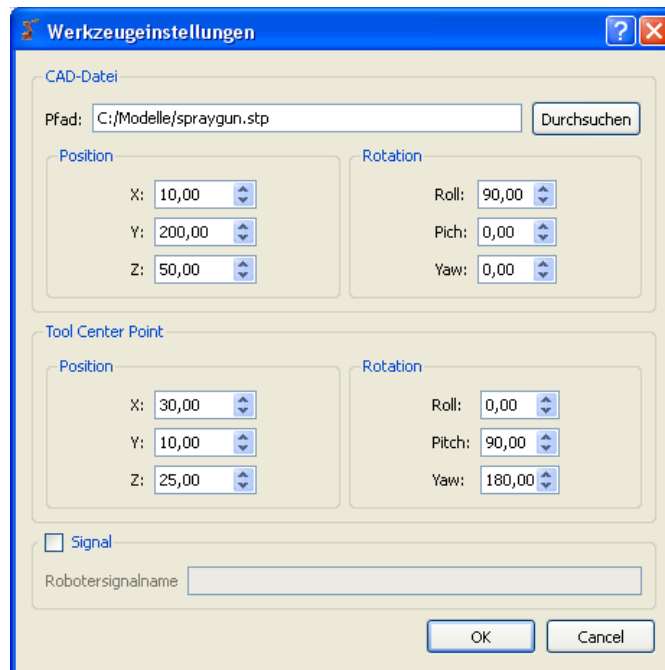 Werkzeugeinstellungen
CAD-Datei
Pfad: C:/Modelle/spraygun.stp Durchsuchen
Position Rotation
X: 10,00 Roll: 90,00
Y: 200,00 Pich: 0,00
Z: 50,00 Yaw: 0,00
Tool Center Point
Position Rotation
X: 30,00 Roll: 0,00
Y: 10,00 Pitch: 90,00
Z: 25,00 Yaw: 180,00
Signal
Robotersignalname
OK Cancel